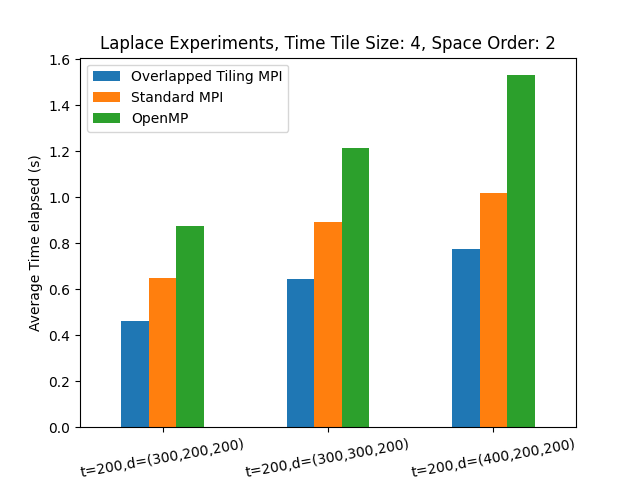 Laplace Experiments, Time Tile Size: 4, Space Order: 2
Overlapped Tiling MPI
Standard MPI
OpenMP
Average Time elapsed (s)
1.6
1.4
1.2
1.0
0.8
0.6
0.4
0.2
0.0
t=200,d=(300,200,200)
t=200,d=(300,300,200)
t=200,d=(400,200,200)